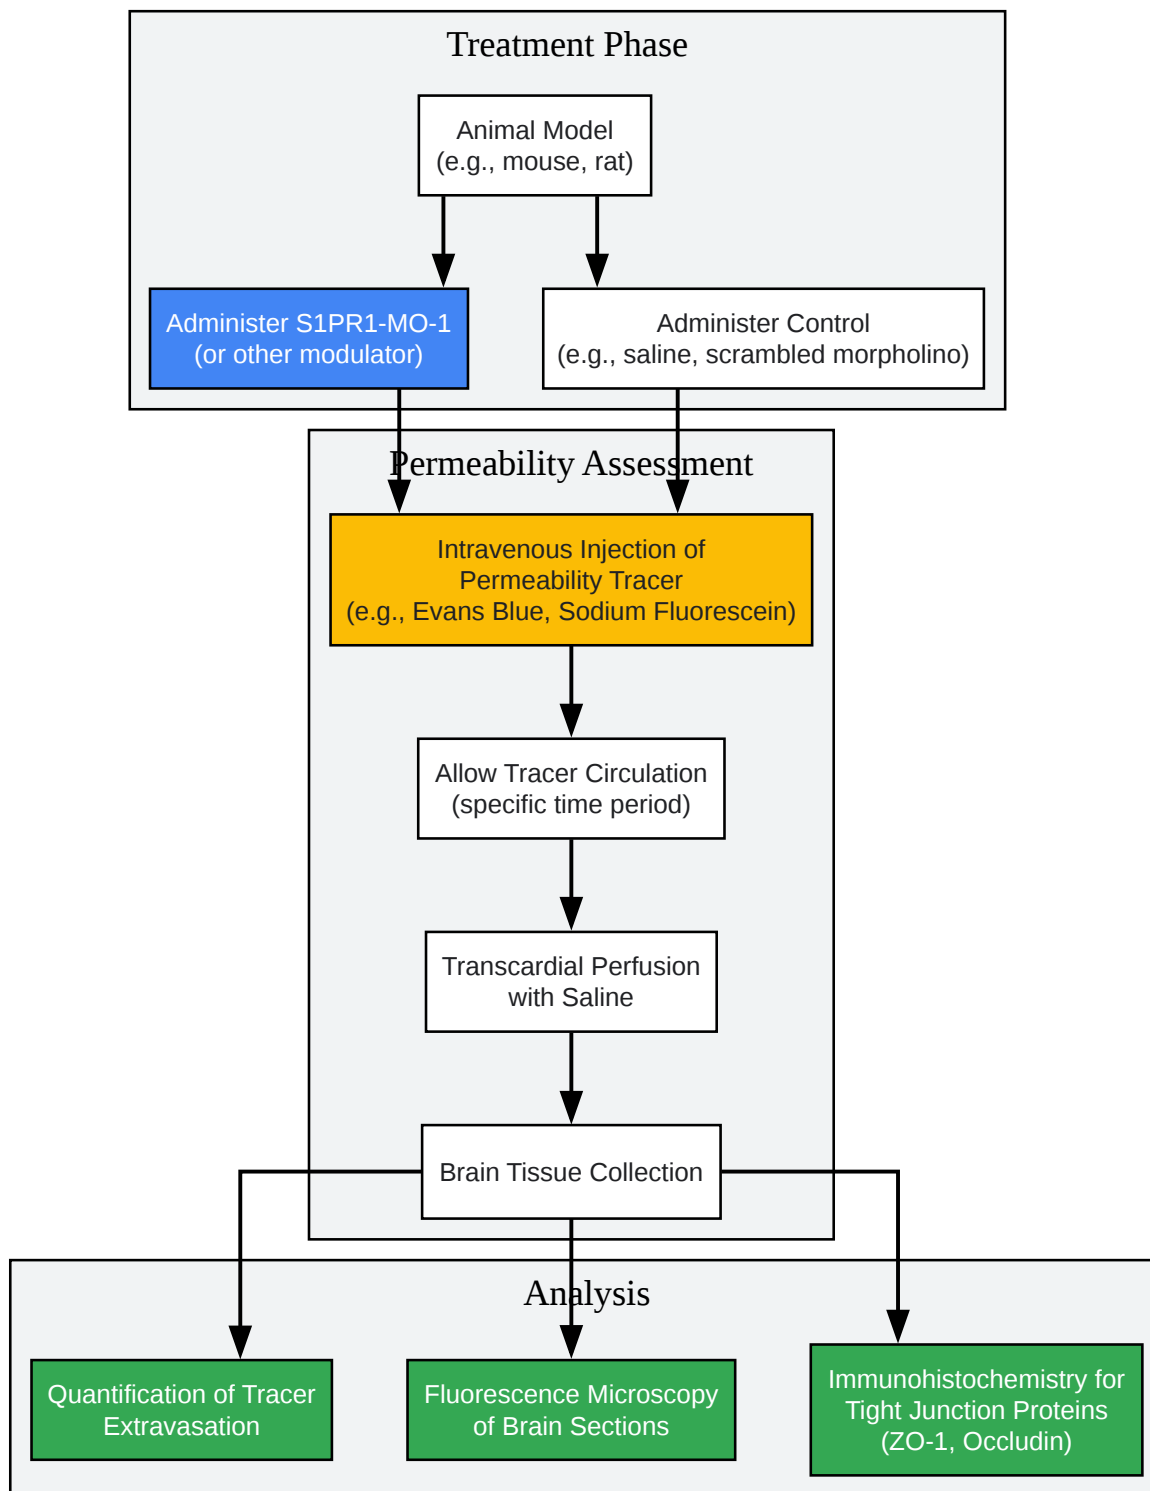 Treatment Phase
Animal Model
(e.g., mouse, rat)
Administer S1PR1-MO-1
(or other modulator)
Administer Control
(e.g., saline, scrambled morpholino)
Permeability Assessment
Intravenous Injection of
Permeability Tracer
(e.g., Evans Blue, Sodium Fluorescein)
Allow Tracer Circulation
(specific time period)
Transcardial Perfusion
with Saline
Brain Tissue Collection
Analysis
Quantification of Tracer
Extravasation
Fluorescence Microscopy
of Brain Sections
Immunohistochemistry for
Tight Junction Proteins
(ZO-1, Occludin)